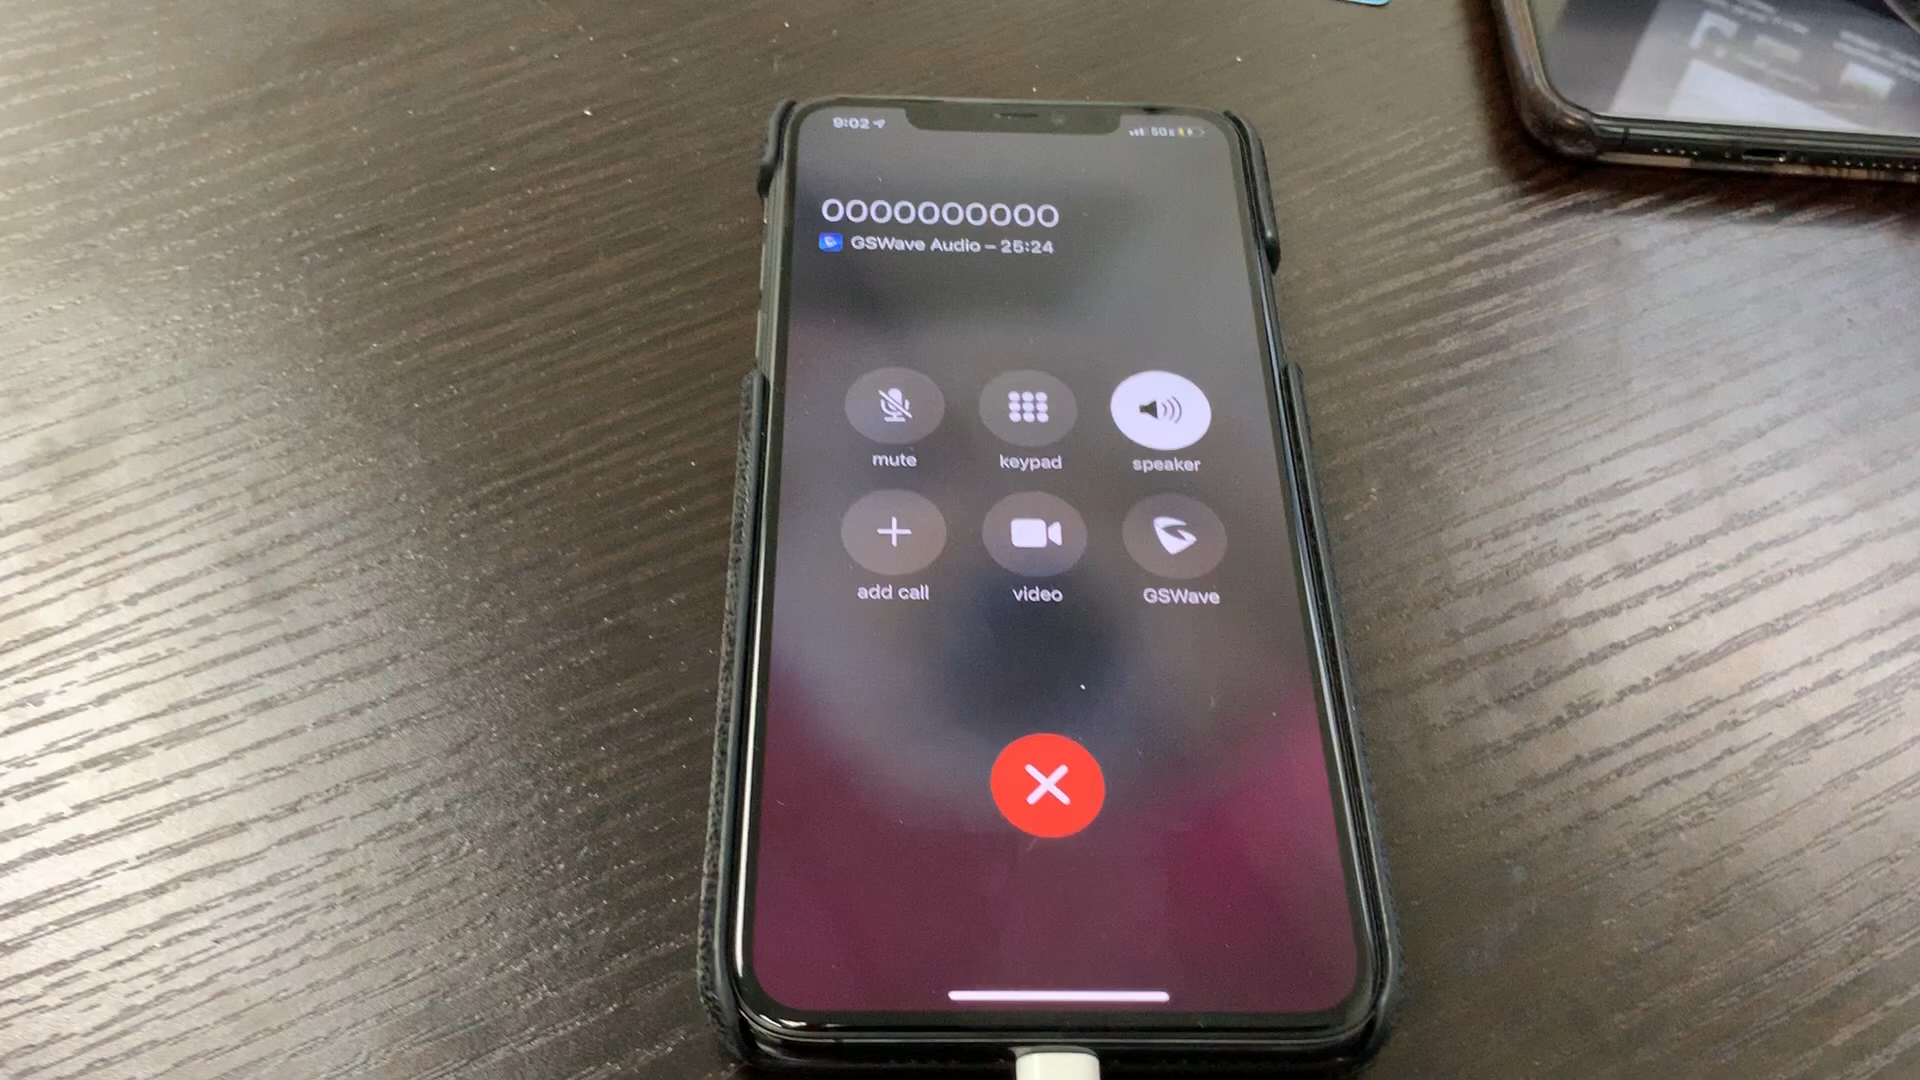 9:02
0000000000
GSWave Audio – 25:24
mute
keypad
speaker
add call
video
GSWave